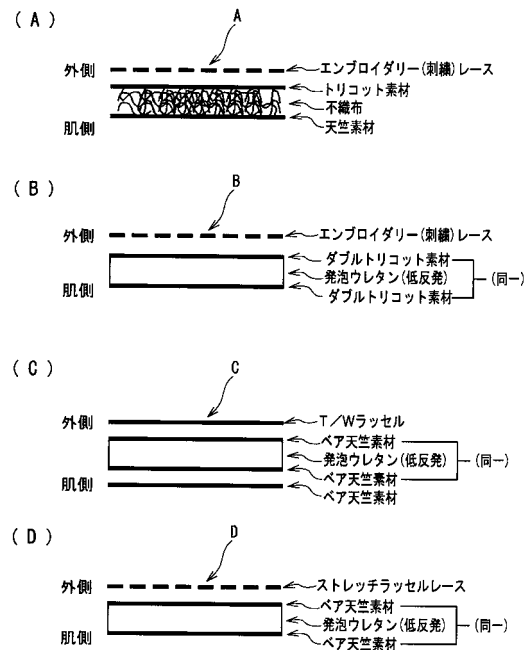 (A)
A
外側
エンブロイダリー(刺繍)レース
トリコット素材
不織布
肌側
天竺素材
(B)
B
外側
エンブロイダリー(刺繍)レース
ダブルトリコット素材
発泡ウレタン(低反発)
(同一)
肌側
ダブルトリコット素材
(C)
C
外側
T/Wラッセル
ベア天竺素材
発泡ウレタン(低反発)
(同一)
ベア天竺素材
肌側
ベア天竺素材
(D)
D
外側
ストレッチラッセルレース
ベア天竺素材
発泡ウレタン(低反発)
(同一)
肌側
ベア天竺素材